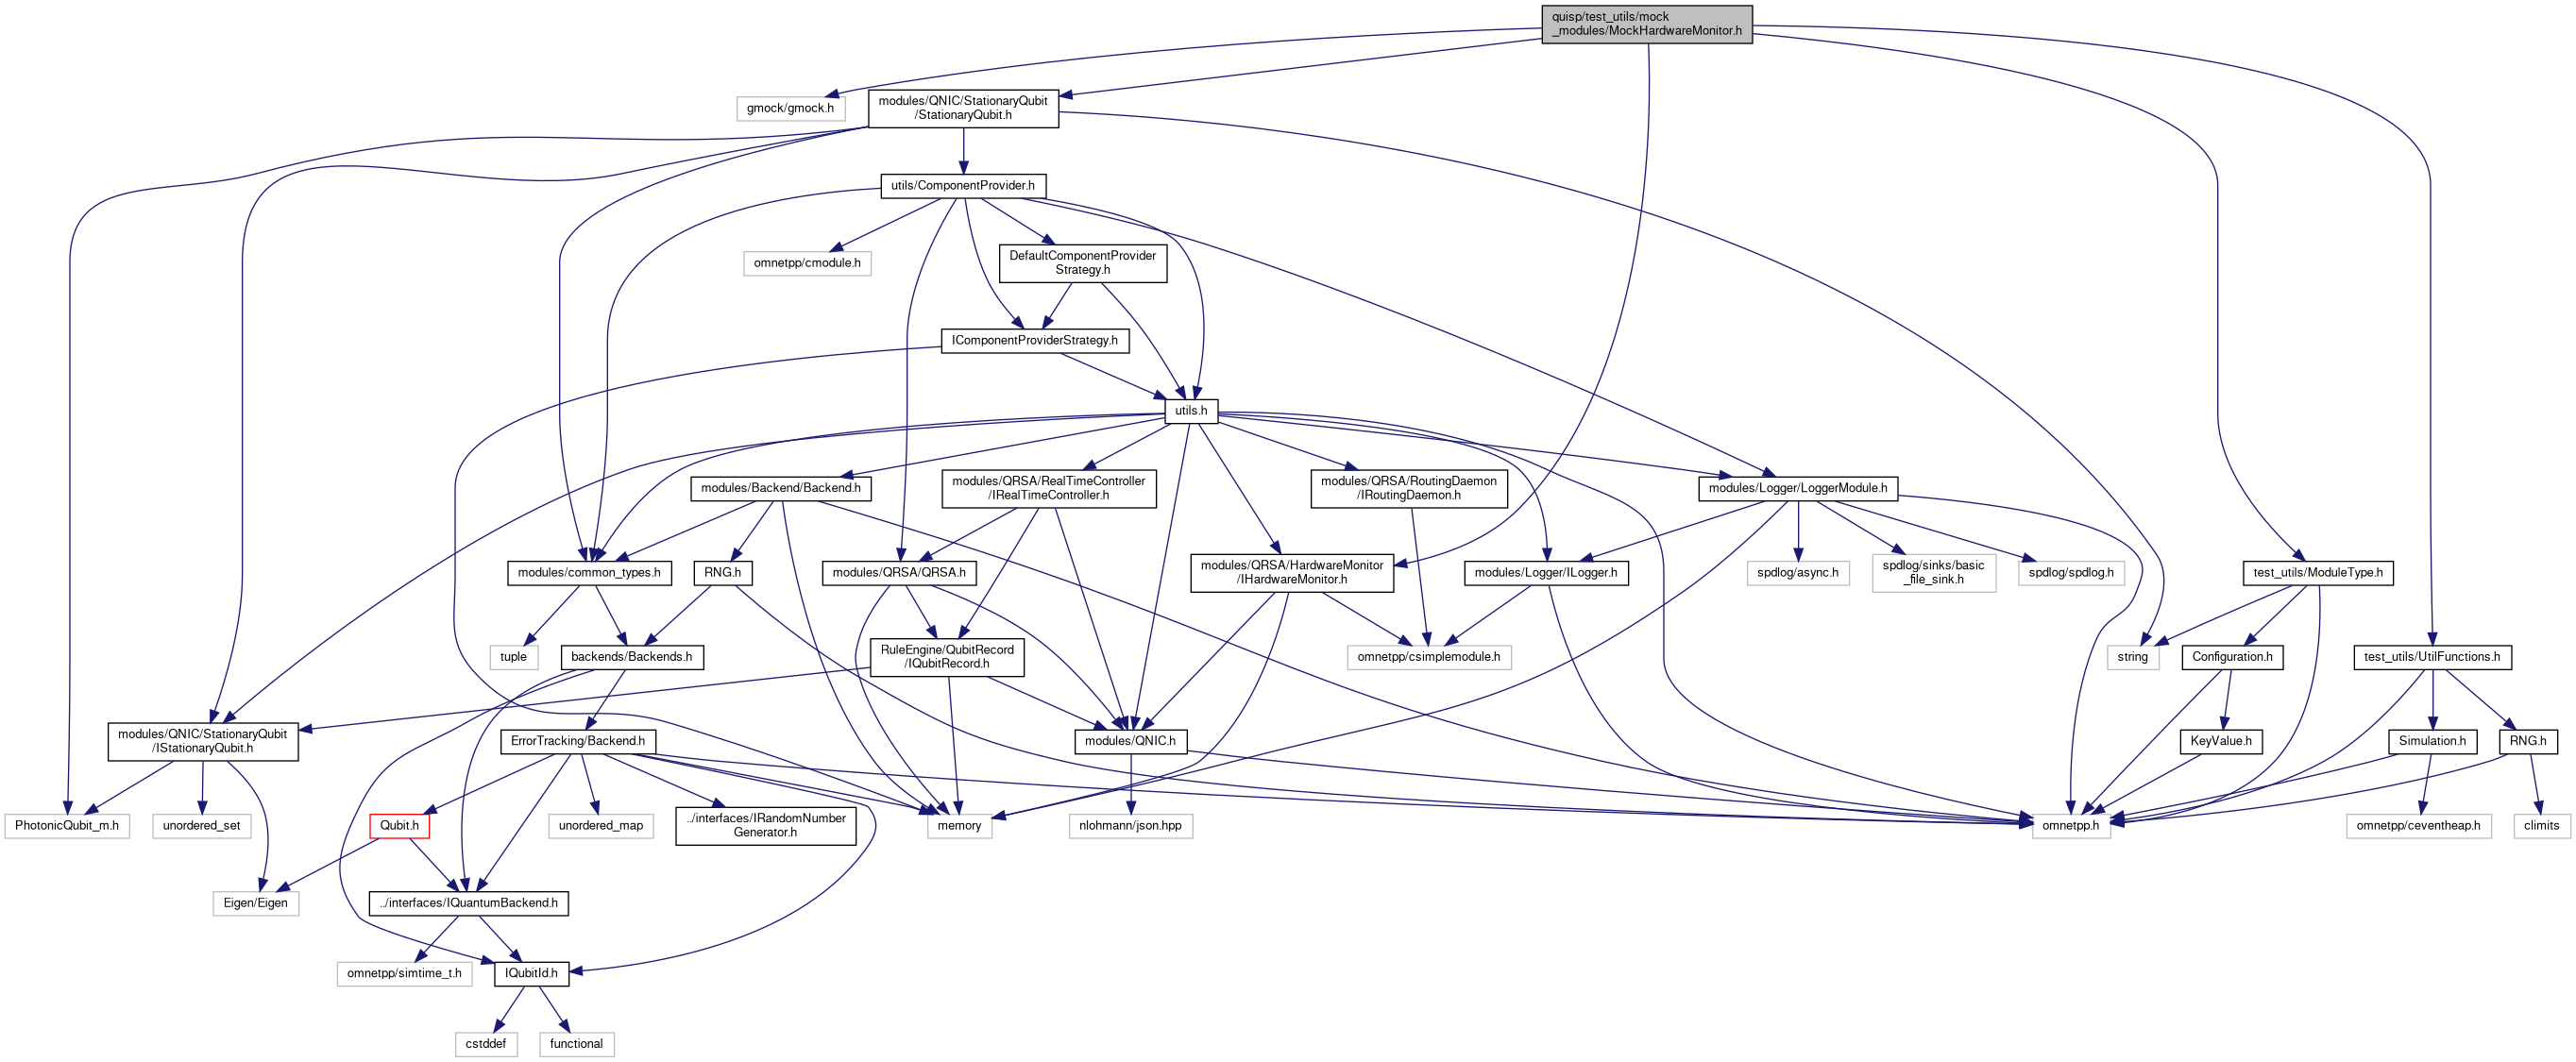 quisp/test_utils/mock
_modules/MockHardwareMonitor.h
gmock/gmock.h
modules/QNIC/StationaryQubit
/StationaryQubit.h
utils/ComponentProvider.h
omnetpp/cmodule.h
DefaultComponentProvider
Strategy.h
IComponentProviderStrategy.h
utils.h
modules/Backend/Backend.h
modules/QRSA/RealTimeController
/IRealTimeController.h
modules/QRSA/RoutingDaemon
/IRoutingDaemon.h
modules/Logger/LoggerModule.h
modules/common_types.h
RNG.h
modules/QRSA/QRSA.h
modules/QRSA/HardwareMonitor
/IHardwareMonitor.h
modules/Logger/ILogger.h
spdlog/async.h
spdlog/sinks/basic
_file_sink.h
spdlog/spdlog.h
test_utils/ModuleType.h
tuple
backends/Backends.h
RuleEngine/QubitRecord
/IQubitRecord.h
omnetpp/csimplemodule.h
string
Configuration.h
test_utils/UtilFunctions.h
modules/QNIC/StationaryQubit
/IStationaryQubit.h
ErrorTracking/Backend.h
modules/QNIC.h
KeyValue.h
Simulation.h
RNG.h
PhotonicQubit_m.h
unordered_set
Qubit.h
unordered_map
../interfaces/IRandomNumber
Generator.h
memory
nlohmann/json.hpp
omnetpp.h
omnetpp/ceventheap.h
climits
Eigen/Eigen
../interfaces/IQuantumBackend.h
omnetpp/simtime_t.h
IQubitId.h
cstddef
functional